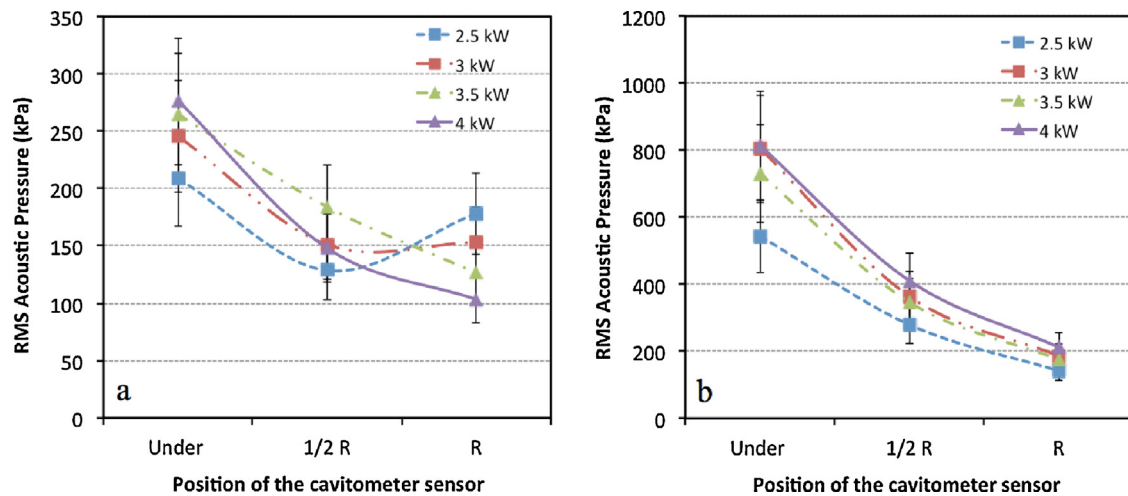 350
300
250
200
150
100
50
0
RMS Acoustic Pressure (kPa)
2.5 kW
3 kW
3.5 kW
4 kW
a
Under 1/2 R R
Position of the cavitometer sensor
1200
1000
800
600
400
200
0
RMS Acoustic Pressure (kPa)
2.5 kW
3 kW
3.5 kW
4 kW
b
Under 1/2 R R
Position of the cavitometer sensor